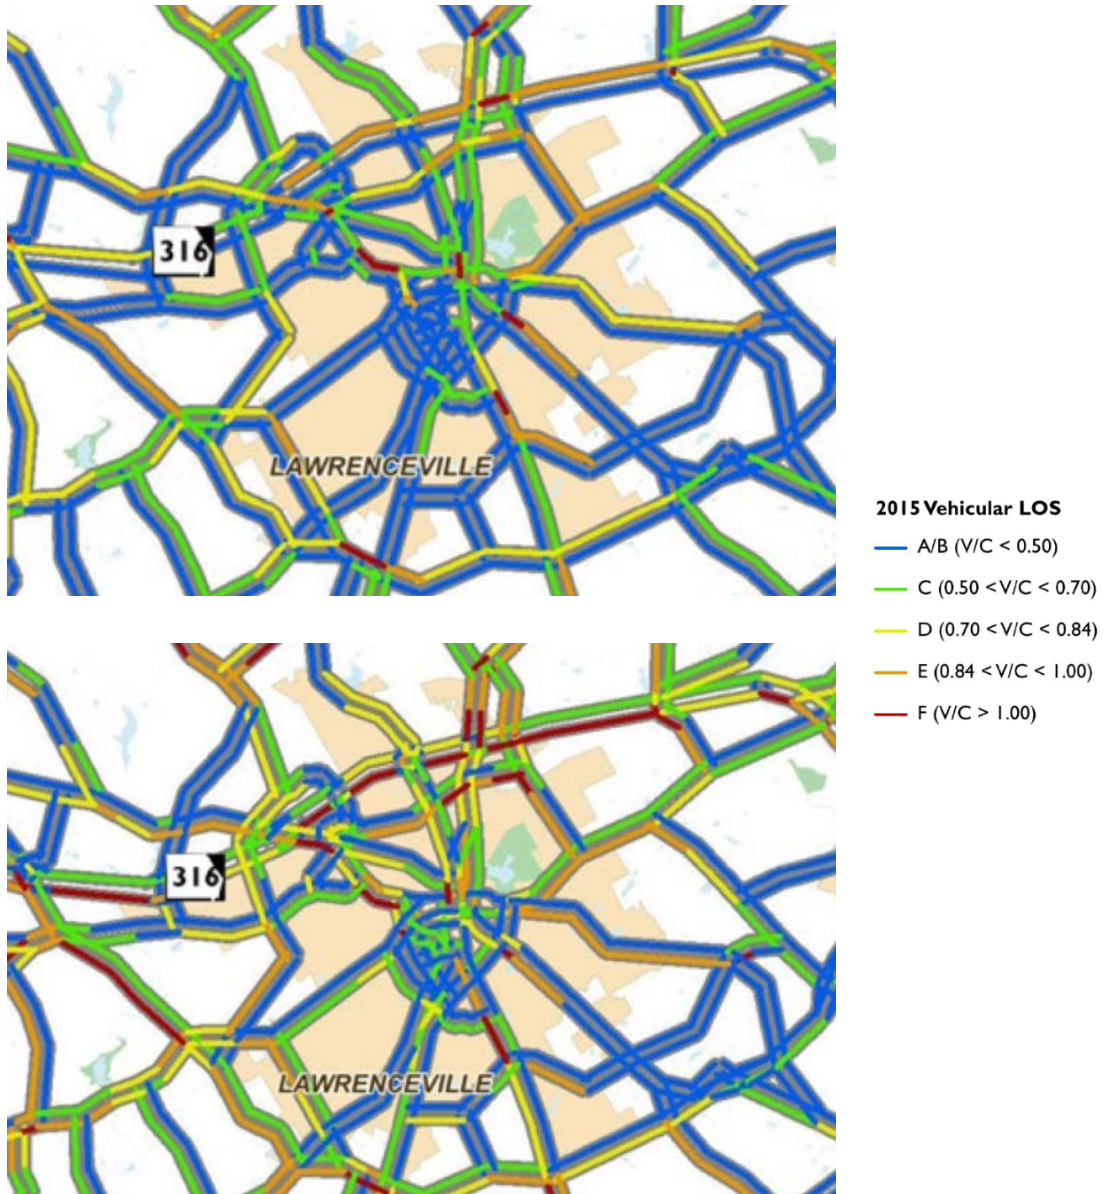 316
LAWRENCEVILLE
2015 Vehicular LOS
A/B (V/C < 0.50)
C (0.50 < V/C < 0.70)
D (0.70 < V/C < 0.84)
E (0.84 < V/C < 1.00)
F (V/C > 1.00)
316
LAWRENCEVILLE